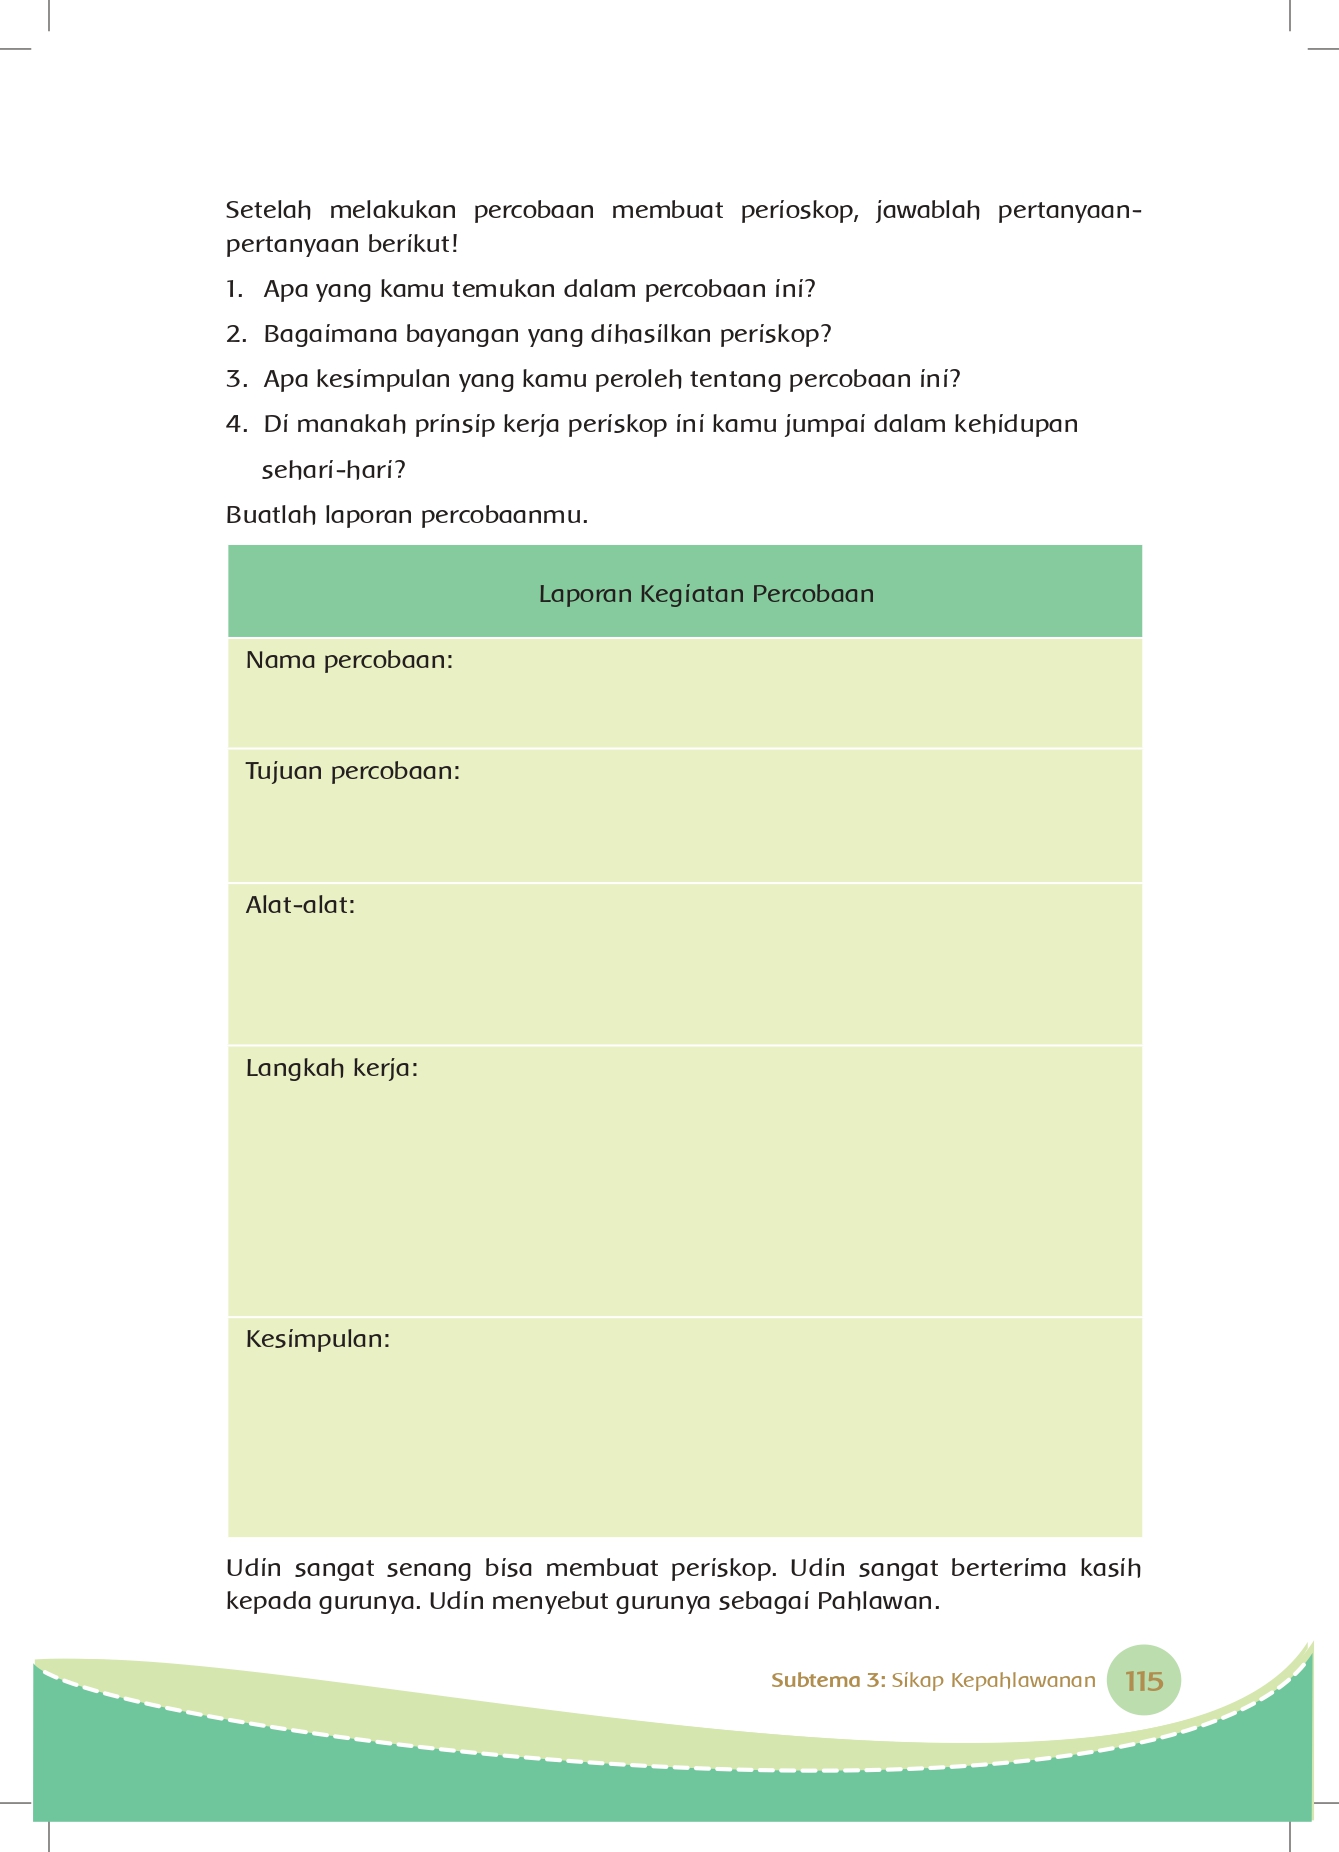 Setelah melakukan percobaan membuat perioskop, jawablah pertanyaan-
pertanyaan berikut!
1. Apa yang kamu temukan dalam percobaan ini?
2. Bagaimana bayangan yang dihasilkan periskop?
3. Apa kesimpulan yang kamu peroleh tentang percobaan ini?
4. Di manakah prinsip kerja periskop ini kamu jumpai dalam kehidupan
sehari-hari?
Buatlah laporan percobaanmu.
Laporan Kegiatan Percobaan
Nama percobaan:
Tujuan percobaan:
Alat-alat:
Langkah kerja:
Kesimpulan:
Udin sangat senang bisa membuat periskop. Udin sangat berterima kasih
kepada gurunya. Udin menyebut gurunya sebagai Pahlawan.
Subtema 3: Sikap Kepahlawanan 115